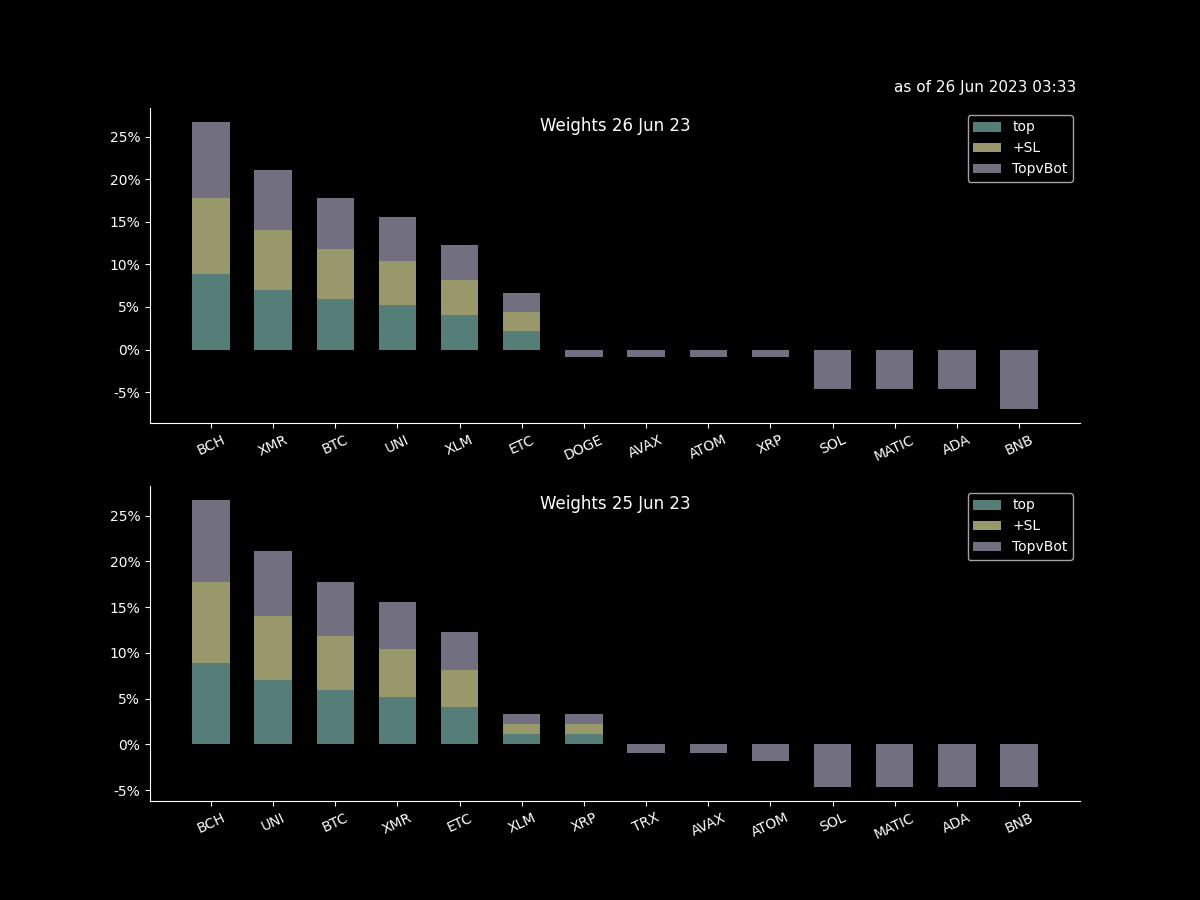 as of 26 Jun 2023 03:33
Weights 26 Jun 23
top
+SL
TopvBot
25%
20%
15%
10%
5%
0%
-5%
BCH XMR BTC UNI XLM ETC DOGE AVAX ATOM XRP SOL MATIC ADA BNB
Weights 25 Jun 23
top
+SL
TopvBot
25%
20%
15%
10%
5%
0%
-5%
BCH UNI BTC XMR ETC XLM XRP TRX AVAX ATOM SOL MATIC ADA BNB